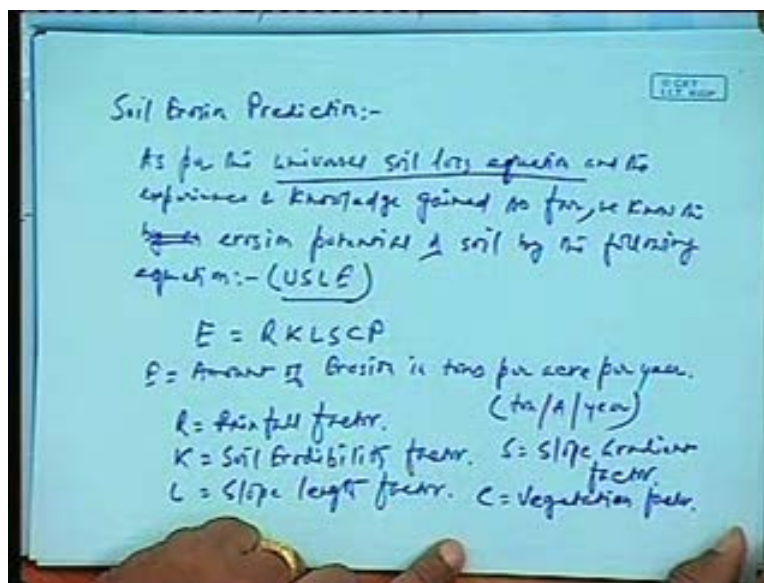 © CET
I.I.T. KGP
Soil Erosion Prediction:-
As per the universal soil loss equation and the
experience & knowledge gained so far, we know the
erosion potential of soil by the following
equation:- (USLE)
E = RKLSCP
E = Amount of Erosion in tons per acre per year.
(ton/A/year)
R = Rainfall factor.
K = Soil Erodibility factor. S = Slope Gradient
factor.
L = Slope length factor. C = Vegetation factor.